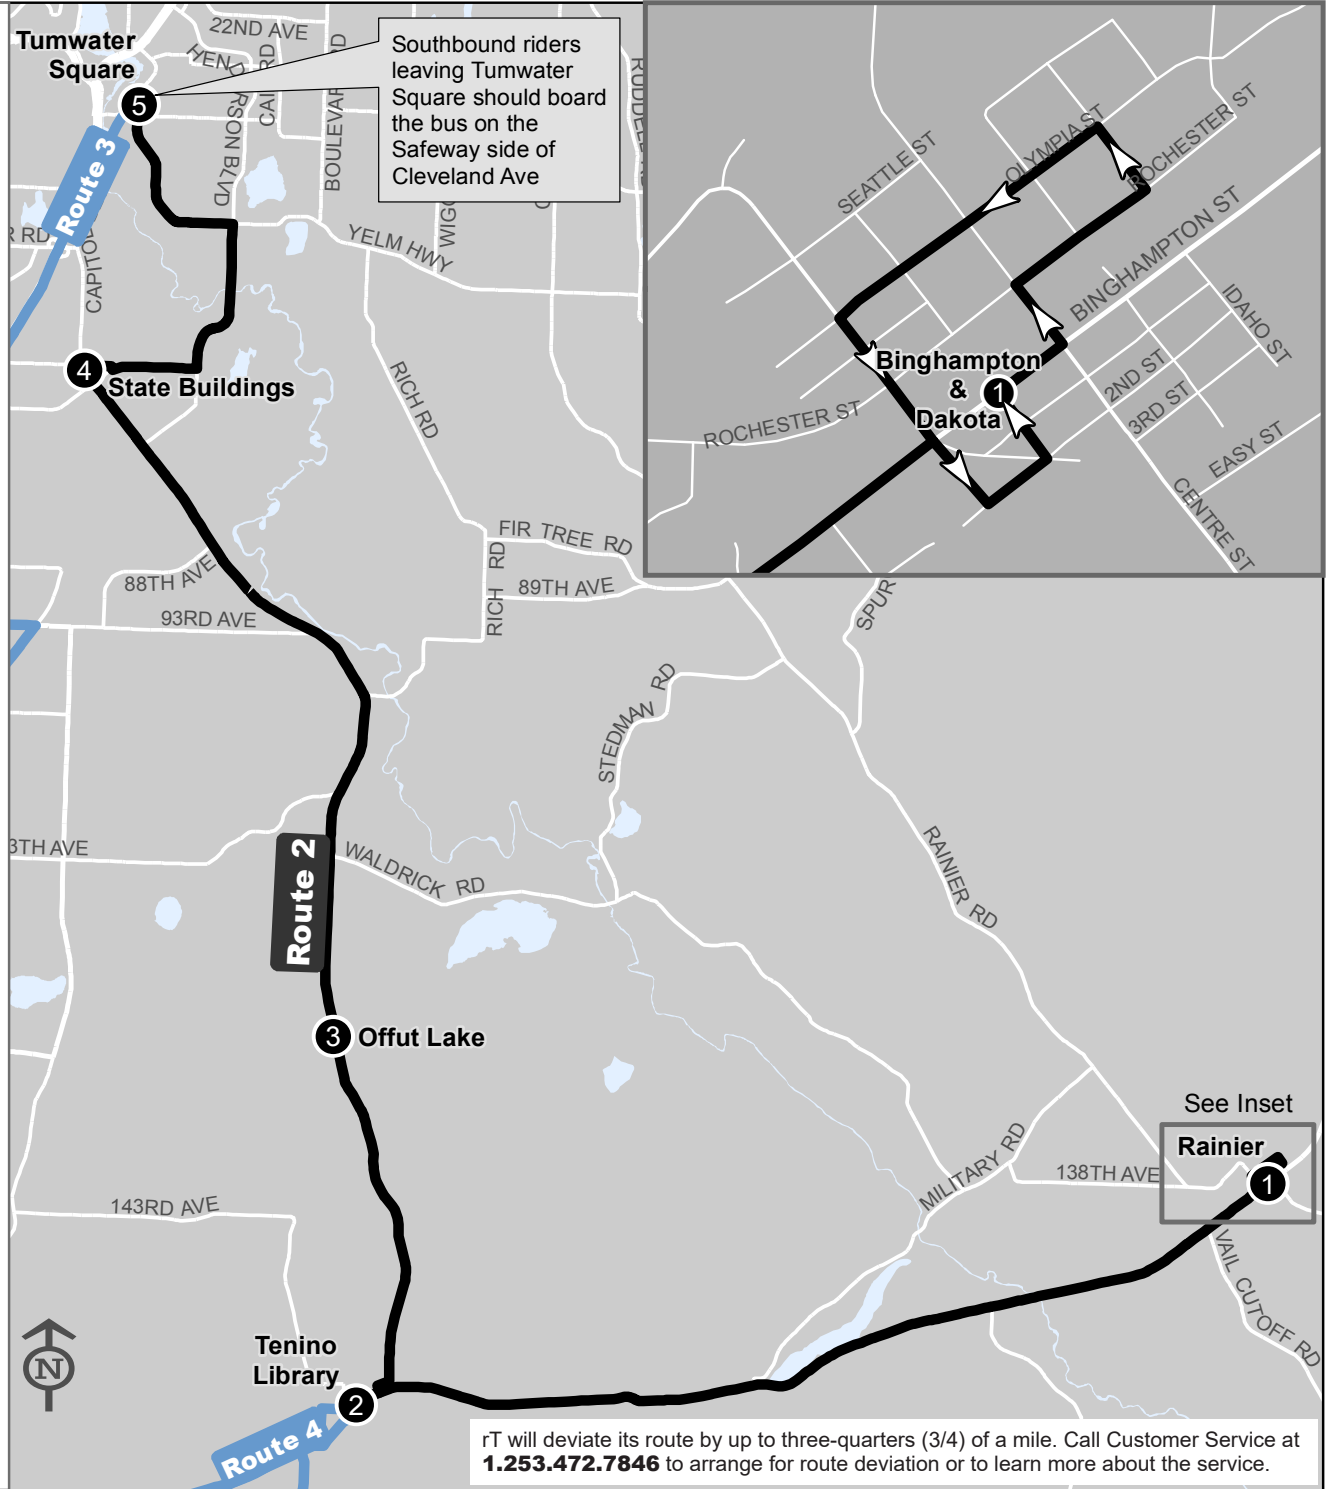 Tumwater
Square
5
22ND AVE
HENDERSON BLVD
CAIN RD
BOULEVARD RD
Southbound riders
leaving Tumwater
Square should board
the bus on the
Safeway side of
Cleveland Ave
Route 3
CAPITOL
YELM HWY
4
State Buildings
RICH RD
FIR TREE RD
RICH RD
89TH AVE
88TH AVE
93RD AVE
SPUR
STEDMAN RD
3TH AVE
Route 2
WALDRICK RD
RAINIER RD
3
Offut Lake
See Inset
Rainier
1
MILITARY RD
138TH AVE
143RD AVE
VAIL CUTOFF RD
N
Tenino
Library
2
Route 4
SEATTLE ST
OLYMPIA ST
ROCHESTER ST
BINGHAMPTON ST
IDAHO ST
Binghampton
&
Dakota
1
2ND ST
3RD ST
ROCHESTER ST
EASY ST
CENTRE ST
rT will deviate its route by up to three-quarters (3/4) of a mile. Call Customer Service at
1.253.472.7846 to arrange for route deviation or to learn more about the service.